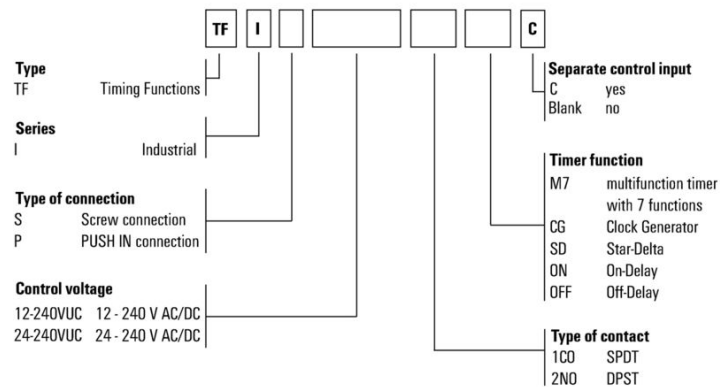 TF I C
Type
TF Timing Functions
Series
I Industrial
Type of connection
S Screw connection
P PUSH IN connection
Control voltage
12-240VUC 12 - 240 V AC/DC
24-240VUC 24 - 240 V AC/DC
Separate control input
C yes
Blank no
Timer function
M7 multifunction timer
with 7 functions
CG Clock Generator
SD Star-Delta
ON On-Delay
OFF Off-Delay
Type of contact
1CO SPDT
2NO DPST